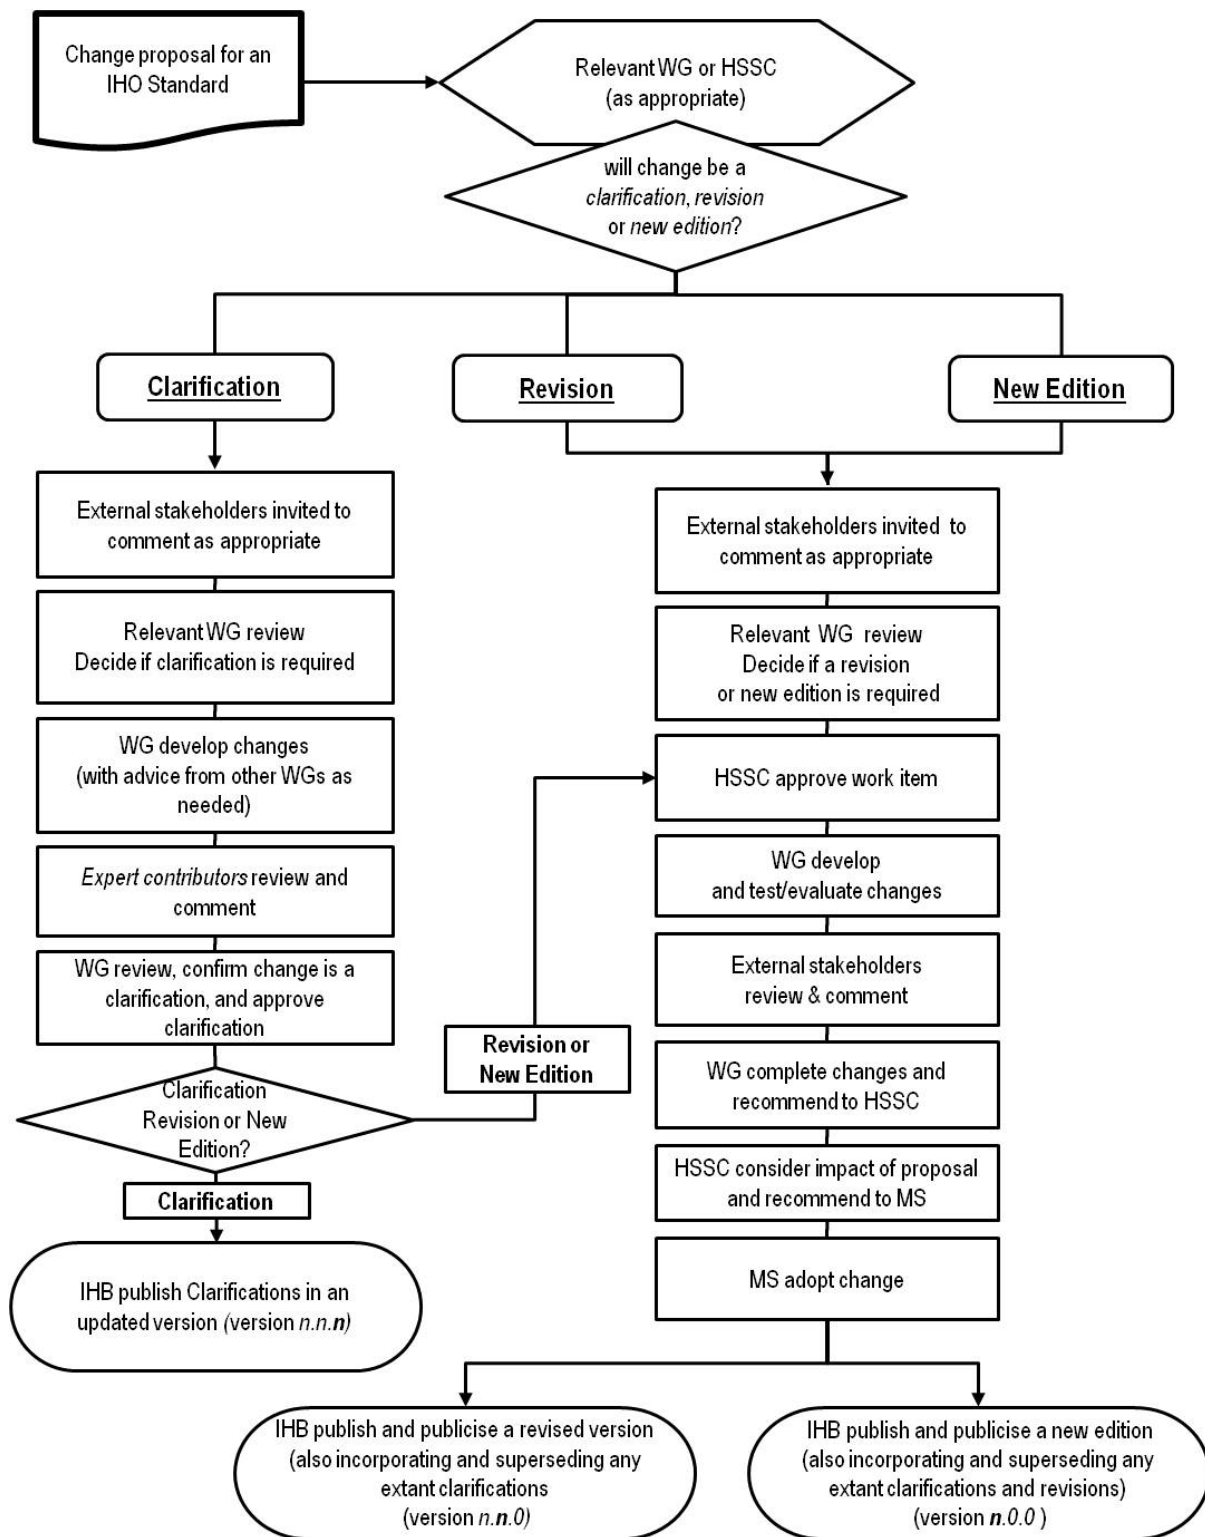 Change proposal for an
IHO Standard
Relevant WG or HSSC
(as appropriate)
will change be a
clarification, revision
or new edition?
Clarification
Revision
New Edition
External stakeholders invited to
comment as appropriate
Relevant WG review
Decide if clarification is required
WG develop changes
(with advice from other WGs as
needed)
Expert contributors review and
comment
WG review, confirm change is a
clarification, and approve
clarification
Clarification
Revision or New
Edition?
Clarification
IHB publish Clarifications in an
updated version (version n.n.n)
Revision or
New Edition
External stakeholders invited to
comment as appropriate
Relevant WG review
Decide if a revision
or new edition is required
HSSC approve work item
WG develop
and test/evaluate changes
External stakeholders
review & comment
WG complete changes and
recommend to HSSC
HSSC consider impact of proposal
and recommend to MS
MS adopt change
IHB publish and publicise a revised version
(also incorporating and superseding any
extant clarifications
(version n.n.0)
IHB publish and publicise a new edition
(also incorporating and superseding any
extant clarifications and revisions)
(version n.0.0 )